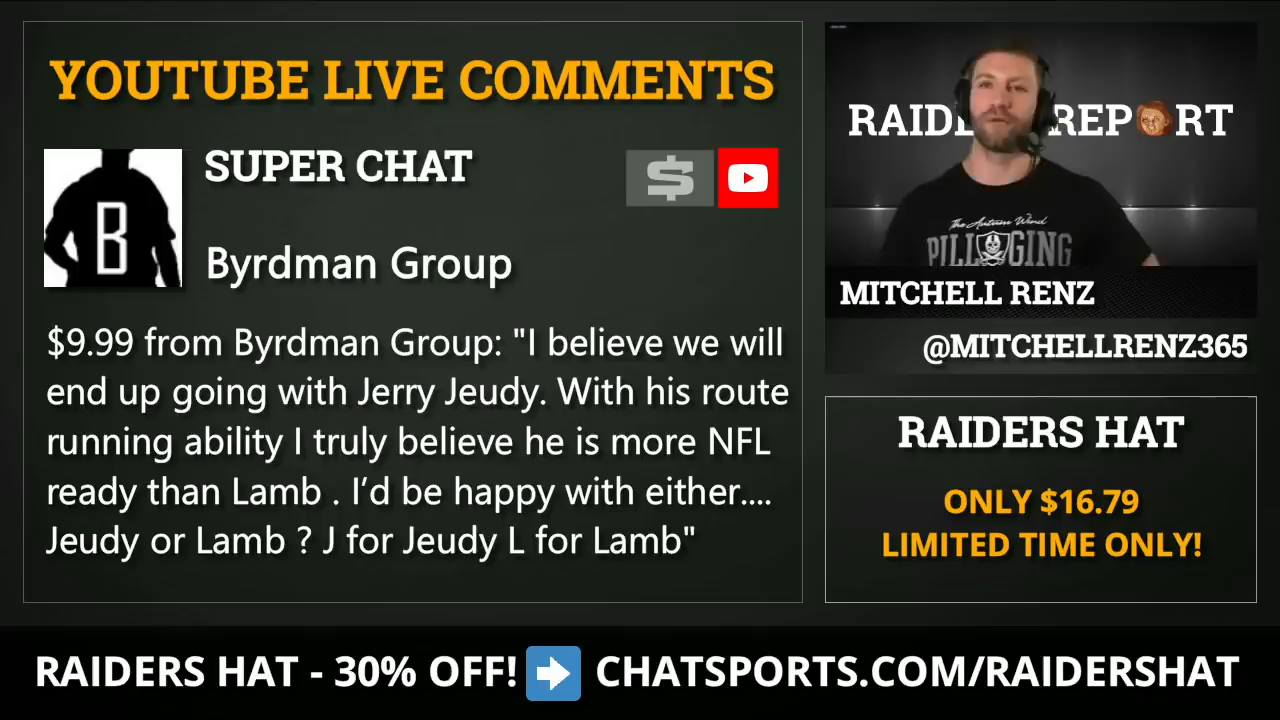 YOUTUBE LIVE COMMENTS
SUPER CHAT
Byrdman Group
$9.99 from Byrdman Group: "I believe we will
end up going with Jerry Jeudy. With his route
running ability I truly believe he is more NFL
ready than Lamb . I’d be happy with either....
Jeudy or Lamb ? J for Jeudy L for Lamb"
B
$
The Autumn Wind
MITCHELL RENZ
@MITCHELLRENZ365
RAIDERS HAT
ONLY $16.79
LIMITED TIME ONLY!
RAIDERS HAT - 30% OFF! ➡ CHATSPORTS.COM/RAIDERSHAT